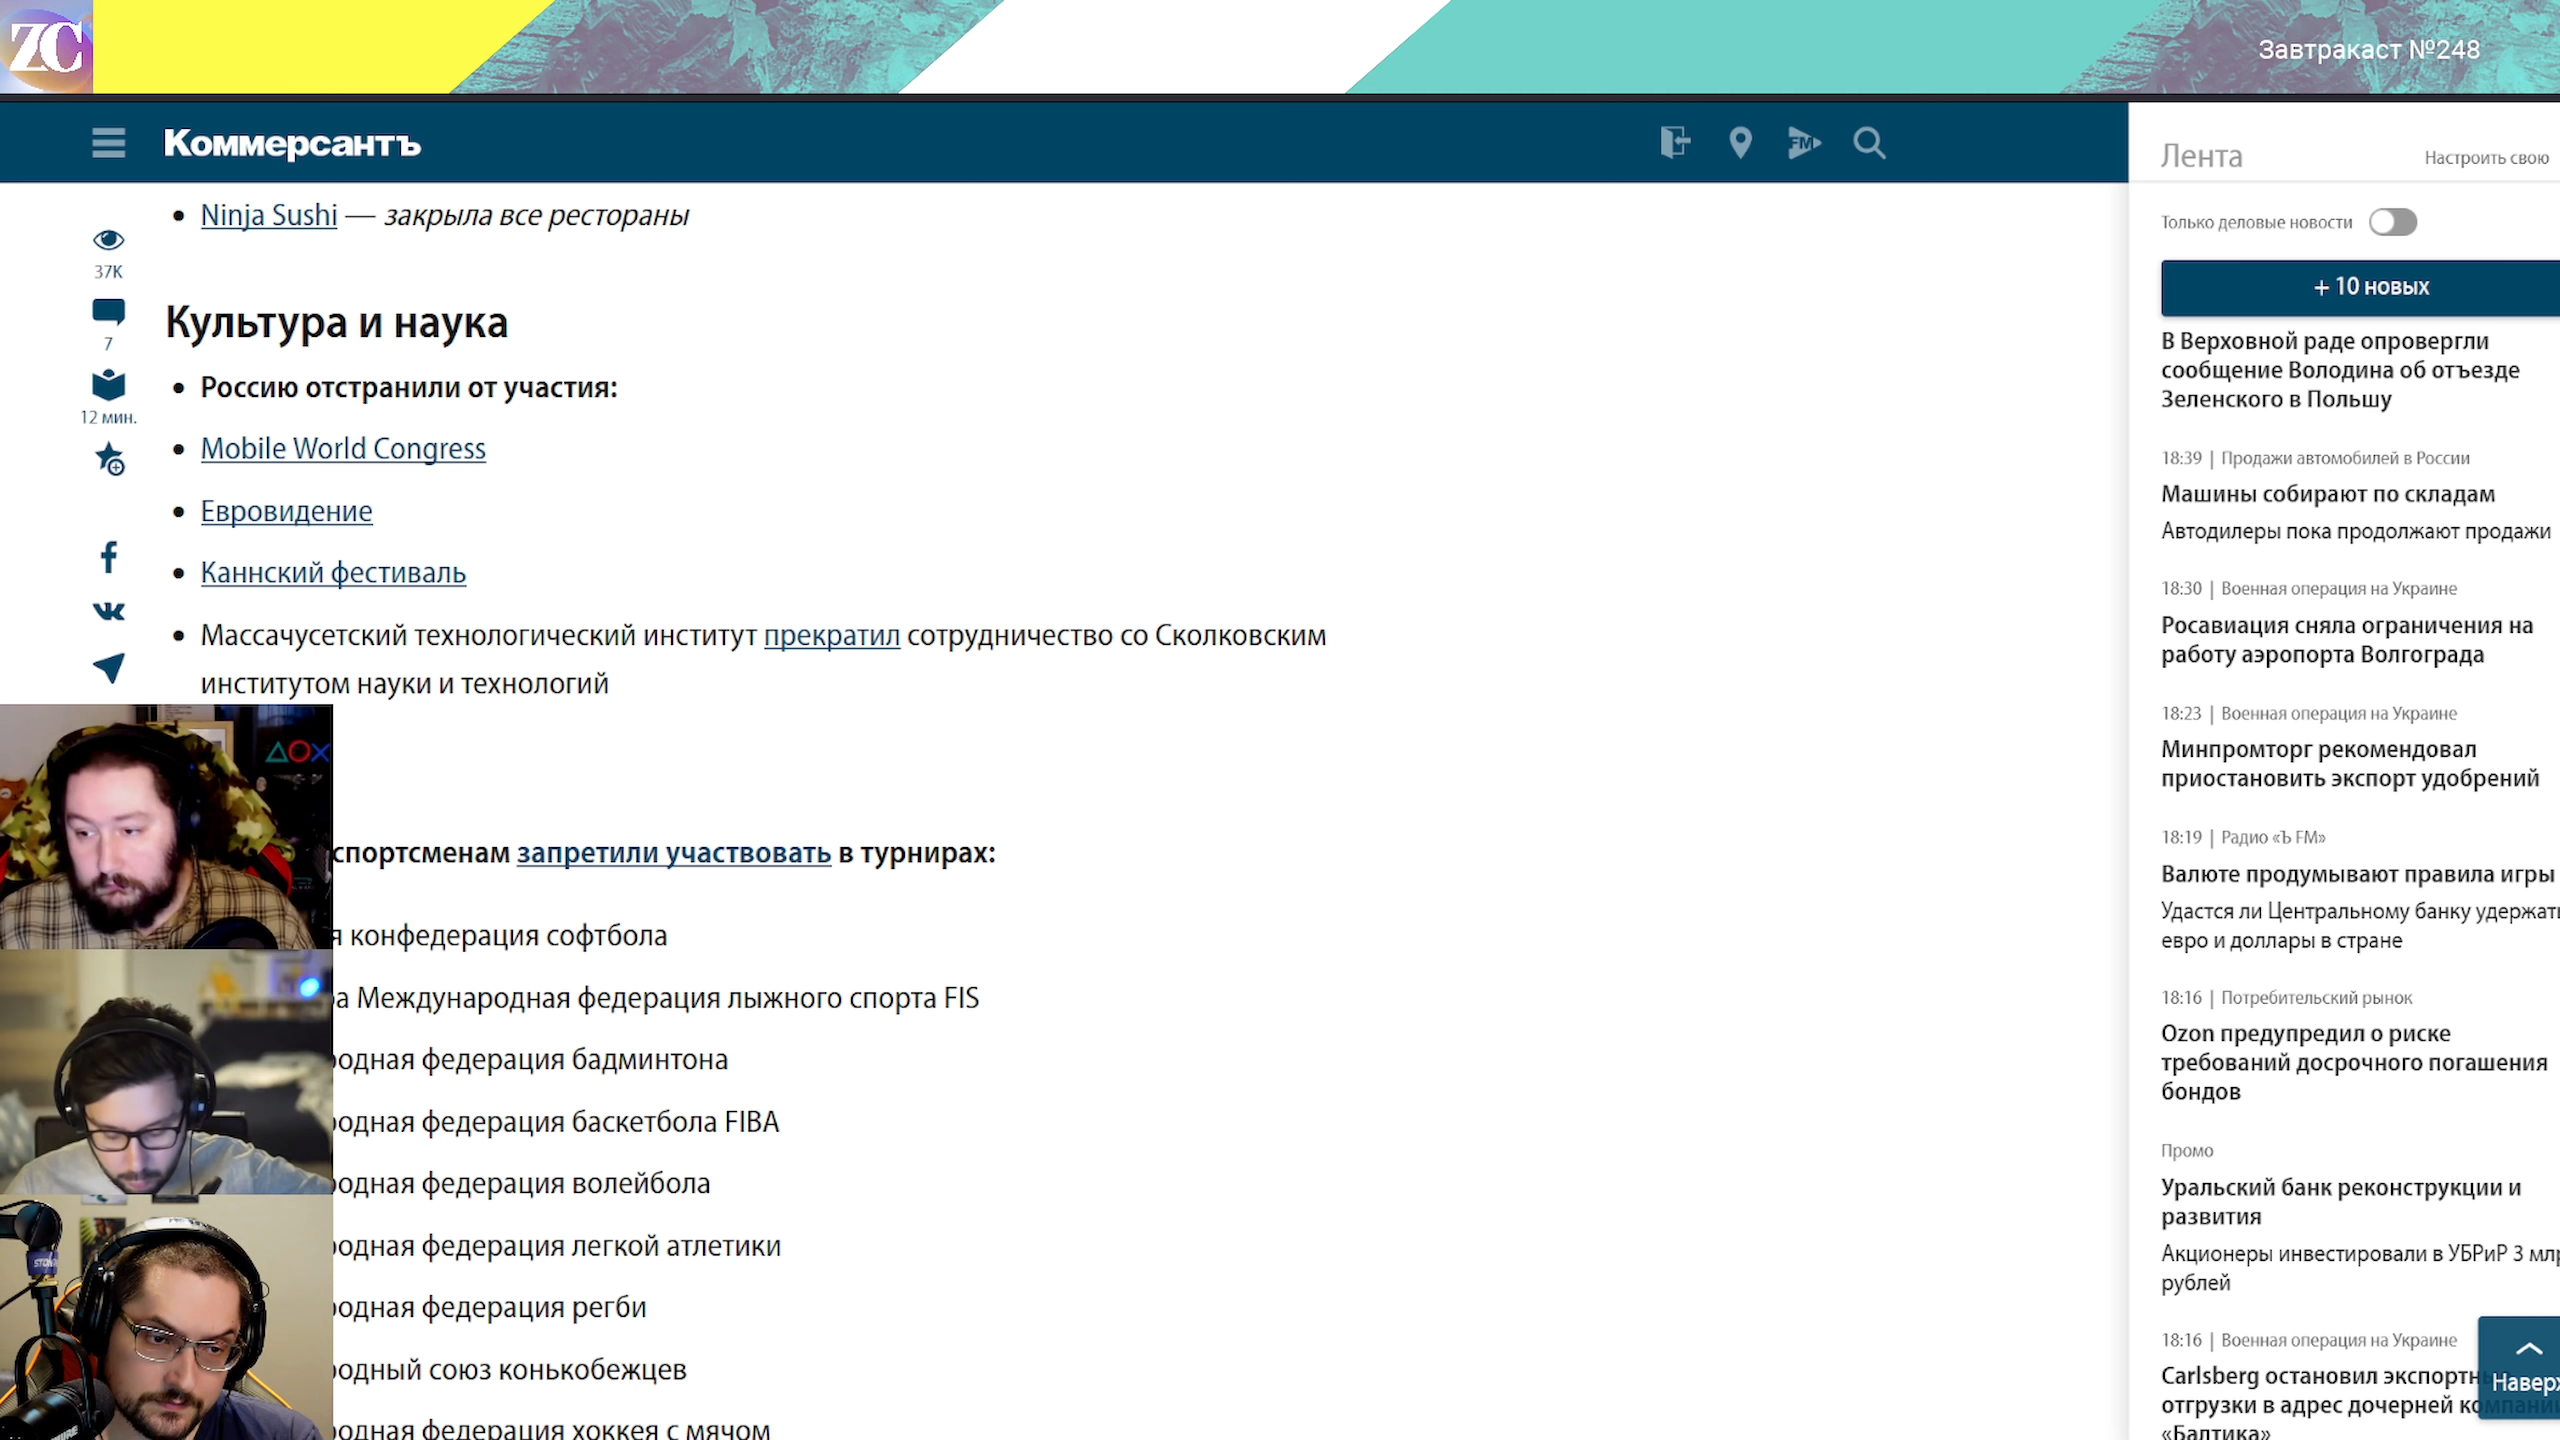 ZC
Завтракаст №248
Коммерсантъ
FM
Ninja Sushi — закрыла все рестораны
37K
7
12 мин.
Культура и наука
Россию отстранили от участия:
Mobile World Congress
Евровидение
Каннский фестиваль
Массачусетский технологический институт прекратил сотрудничество со Сколковским
институтом науки и технологий
спортсменам запретили участвовать в турнирах:
я конфедерация софтбола
а Международная федерация лыжного спорта FIS
одная федерация бадминтона
одная федерация баскетбола FIBA
одная федерация волейбола
одная федерация легкой атлетики
одная федерация регби
одный союз конькобежцев
одная федерация хоккея с мячом
Лента
Настроить свою
Только деловые новости
+ 10 новых
В Верховной раде опровергли
сообщение Володина об отъезде
Зеленского в Польшу
18:39 | Продажи автомобилей в России
Машины собирают по складам
Автодилеры пока продолжают продажи
18:30 | Военная операция на Украине
Росавиация сняла ограничения на
работу аэропорта Волгограда
18:23 | Военная операция на Украине
Минпромторг рекомендовал
приостановить экспорт удобрений
18:19 | Радио «Ъ FM»
Валюте продумывают правила игры
Удастся ли Центральному банку удержат
евро и доллары в стране
18:16 | Потребительский рынок
Ozon предупредил о риске
требований досрочного погашения
бондов
Промо
Уральский банк реконструкции и
развития
Акционеры инвестировали в УБРиР 3 млр
рублей
18:16 | Военная операция на Украине
Carlsberg остановил экспортн
отгрузки в адрес дочерней компании
«Балтика»
Наверх